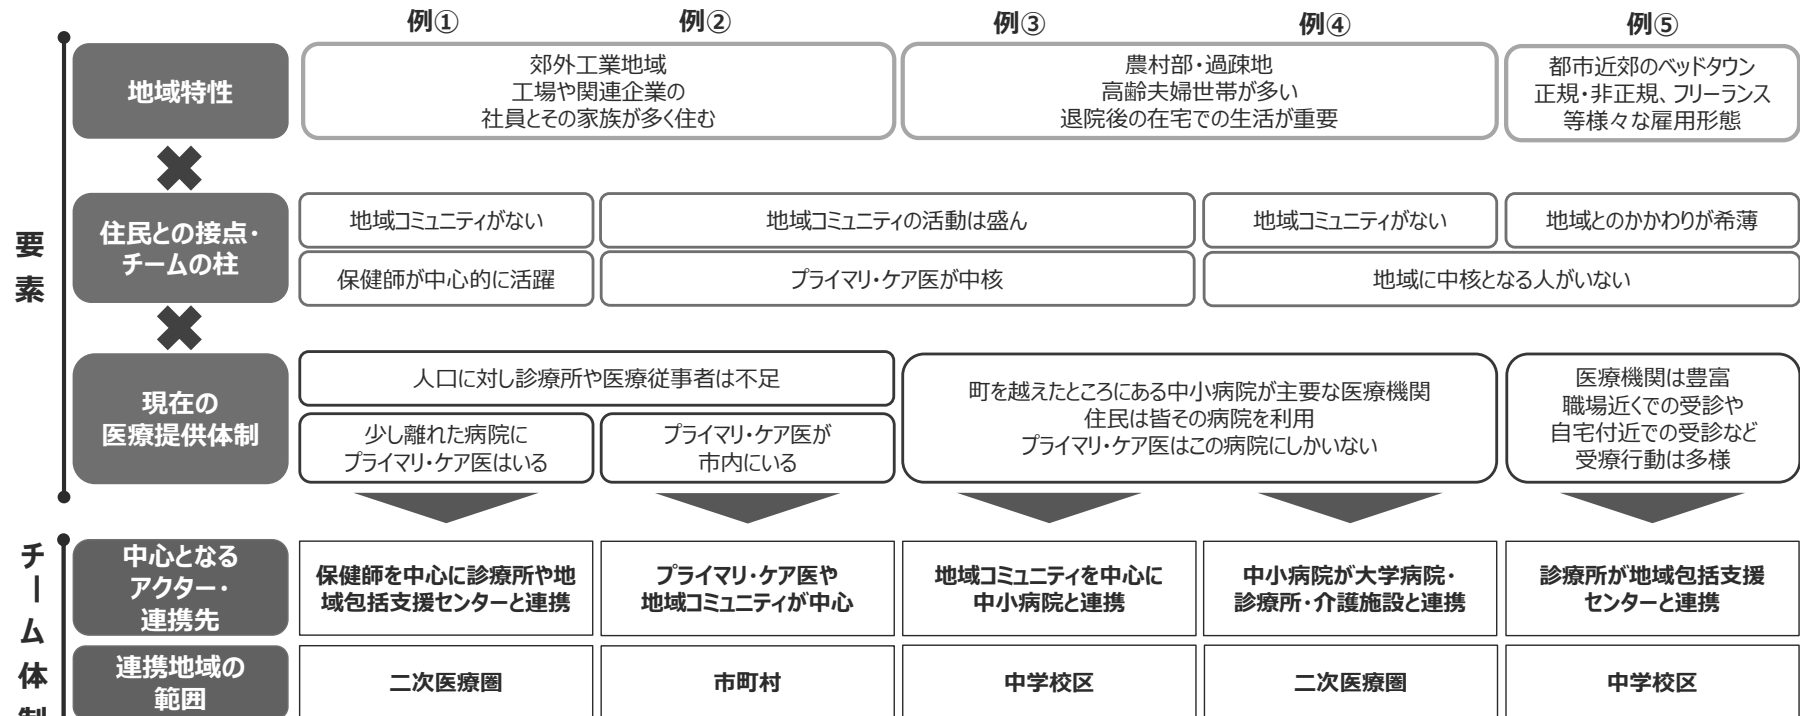 例①
例②
例③
例④
例⑤
要素
地域特性
郊外工業地域
工場や関連企業の
社員とその家族が多く住む
農村部・過疎地
高齢夫婦世帯が多い
退院後の在宅での生活が重要
都市近郊のベッドタウン
正規・非正規、フリーランス
等様々な雇用形態
住民との接点・
チームの柱
地域コミュニティがない
地域コミュニティの活動は盛ん
地域コミュニティがない
地域とのかかわりが希薄
保健師が中心的に活躍
プライマリ・ケア医が中核
地域に中核となる人がいない
現在の
医療提供体制
人口に対し診療所や医療従事者は不足
少し離れた病院に
プライマリ・ケア医はいる
プライマリ・ケア医が
市内にいる
町を越えたところにある中小病院が主要な医療機関
住民は皆その病院を利用
プライマリ・ケア医はこの病院にしかいない
医療機関は豊富
職場近くでの受診や
自宅付近での受診など
受療行動は多様
チーム体制
中心となる
アクター・
連携先
保健師を中心に診療所や地
域包括支援センターと連携
プライマリ・ケア医や
地域コミュニティが中心
地域コミュニティを中心に
中小病院と連携
中小病院が大学病院・
診療所・介護施設と連携
診療所が地域包括支援
センターと連携
連携地域の
範囲
二次医療圏
市町村
中学校区
二次医療圏
中学校区